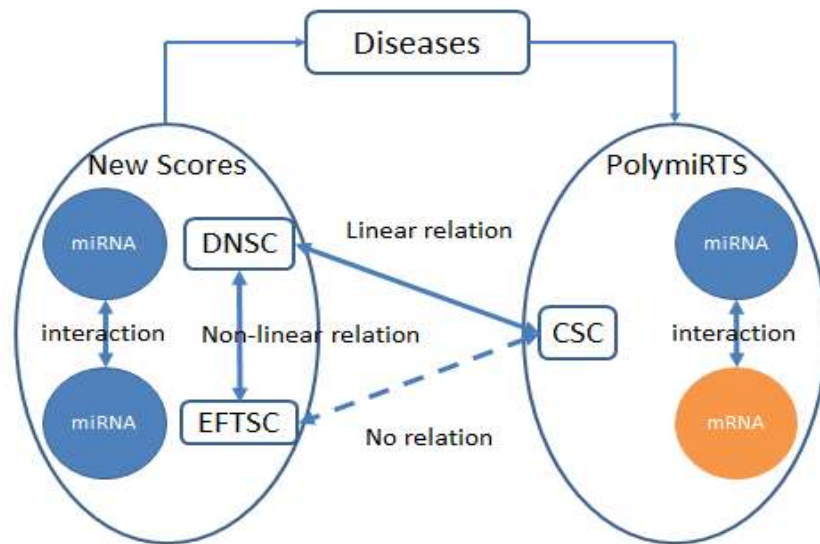 Diseases
New Scores
PolymiRTS
miRNA
DNSC
Linear relation
miRNA
interaction
Non-linear relation
CSC
interaction
miRNA
EFTSC
No relation
mRNA